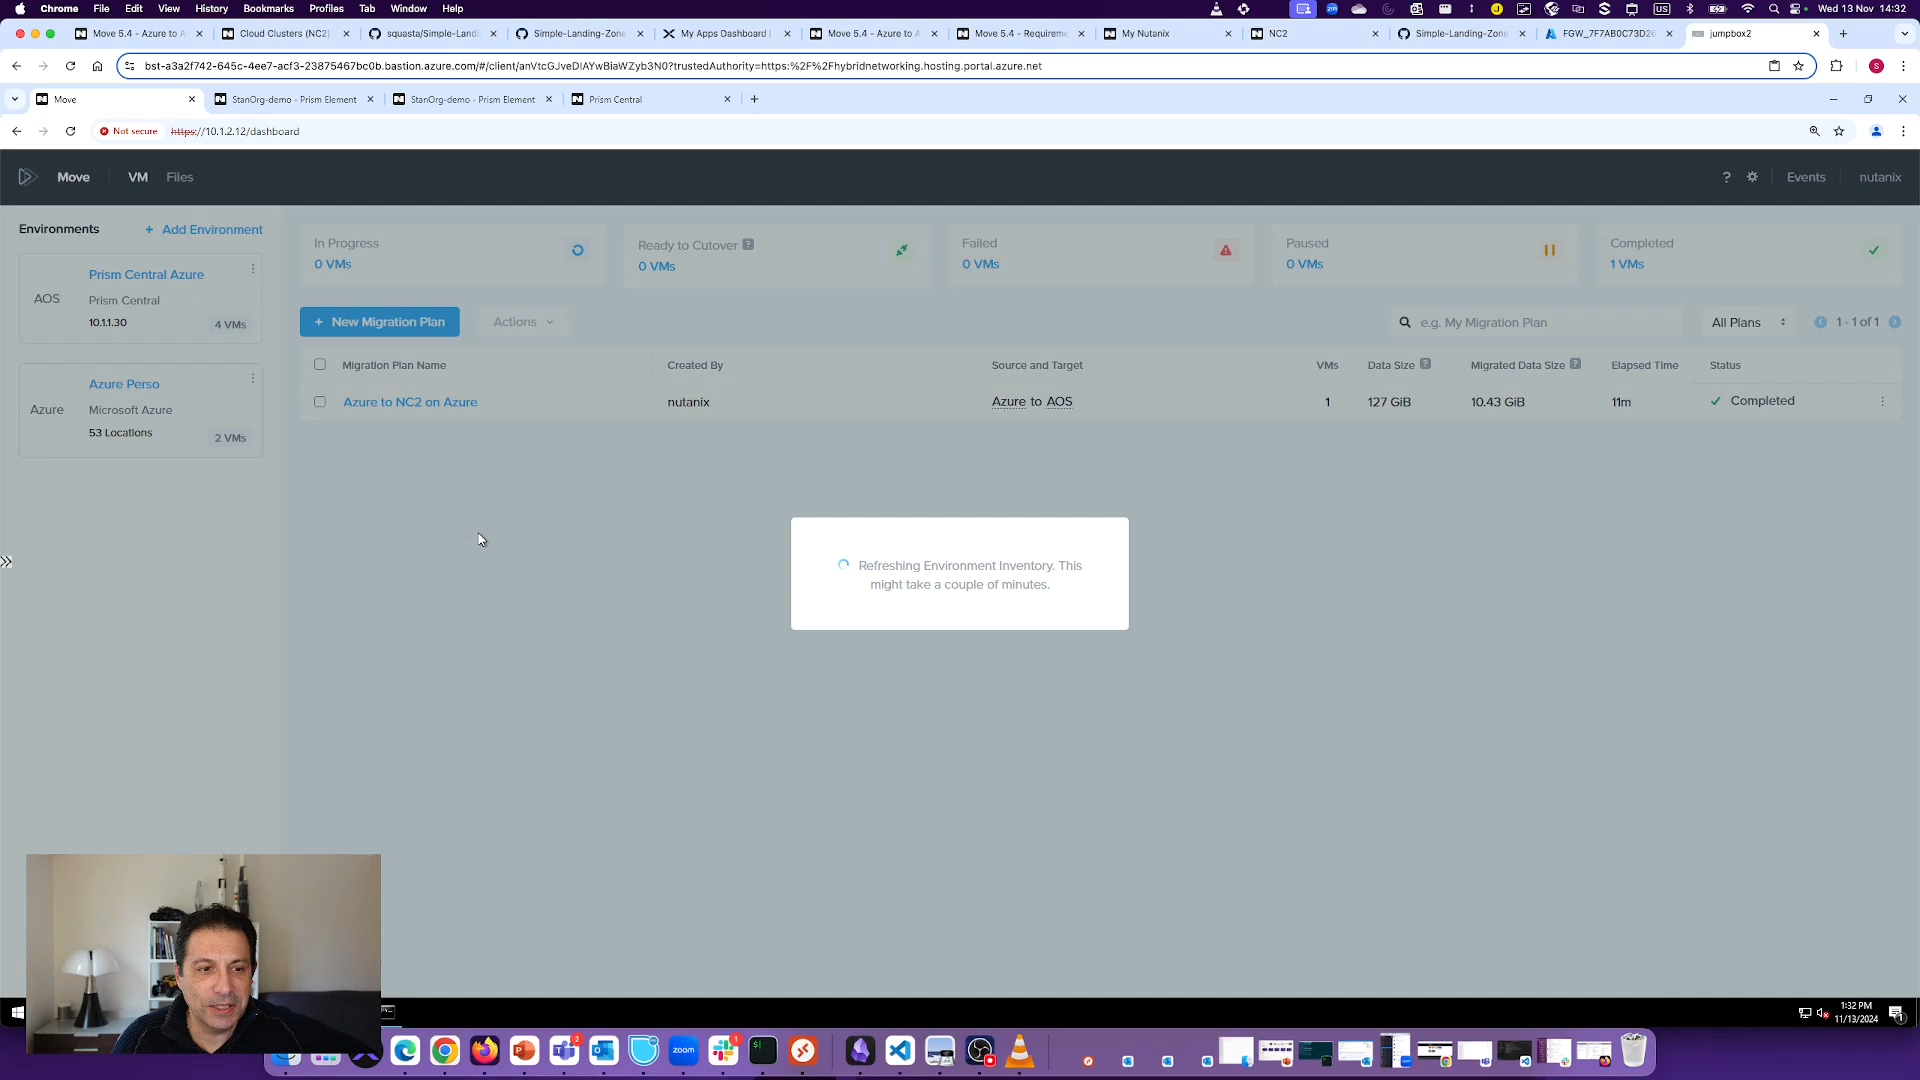 Chrome File Edit View History Bookmarks Profiles Tab Window Help
US Wed 13 Nov 14:32
Move 5.4 - Azure to A
Cloud Clusters (NC2)
squasta/Simple-Landi
Simple-Landing-Zone
My Apps Dashboard |
Move 5.4 - Azure to A
Move 5.4 - Requireme
My Nutanix
NC2
Simple-Landing-Zone
FGW_7F7AB0C73D26
jumpbox2
bst-a3a2f742-645c-4ee7-acf3-23875467bc0b.bastion.azure.com/#/client/anVtcGJveDIAYwBiaWZyb3N0?trustedAuthority=https:%2F%2Fhybridnetworking.hosting.portal.azure.net
S
Move
StanOrg-demo - Prism Element
StanOrg-demo - Prism Element
Prism Central
Not secure https://10.1.2.12/dashboard
Move VM Files
? Events nutanix
Environments
+ Add Environment
Prism Central Azure
AOS
Prism Central
10.1.1.30
4 VMs
Azure Perso
Azure
Microsoft Azure
53 Locations
2 VMs
In Progress
0 VMs
Ready to Cutover ?
0 VMs
Failed
0 VMs
Paused
0 VMs
Completed
1 VMs
+ New Migration Plan
Actions
e.g. My Migration Plan
All Plans
1 - 1 of 1
Migration Plan Name Created By Source and Target VMs Data Size ? Migrated Data Size ? Elapsed Time Status
Azure to NC2 on Azure nutanix Azure to AOS 1 127 GiB 10.43 GiB 11m Completed
Refreshing Environment Inventory. This
might take a couple of minutes.
1:32 PM
11/13/2024
1
2
zoom
1